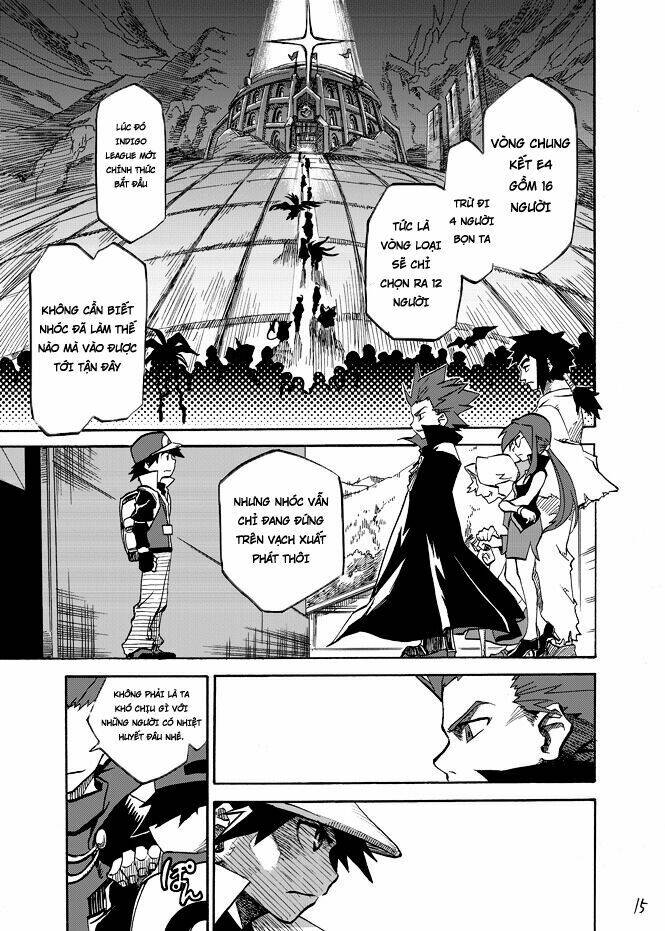 VÒNG CHUNG
KẾT E4
GỒM 16
NGƯỜI
TRỪ ĐI
4 NGƯỜI
BỌN TA
TỨC LÀ
VÒNG LOẠI
SẼ CHỈ
CHỌN RA 12
NGƯỜI
LÚC ĐÓ
INDIGO
LEAGUE MỚI
CHÍNH THỨC
BẮT ĐẦU
KHÔNG CẦN BIẾT
NHÓC ĐÃ LÀM THẾ
NÀO MÀ VÀO ĐƯỢC
TỚI TẬN ĐÂY
NHƯNG NHÓC VẪN
CHỈ ĐANG ĐỨNG
TRÊN VẠCH XUẤT
PHÁT THÔI
KHÔNG PHẢI LÀ TA
KHÓ CHỊU GÌ VỚI
NHỮNG NGƯỜI CÓ NHIỆT
HUYẾT ĐÂU NHÉ.
ぽん
15